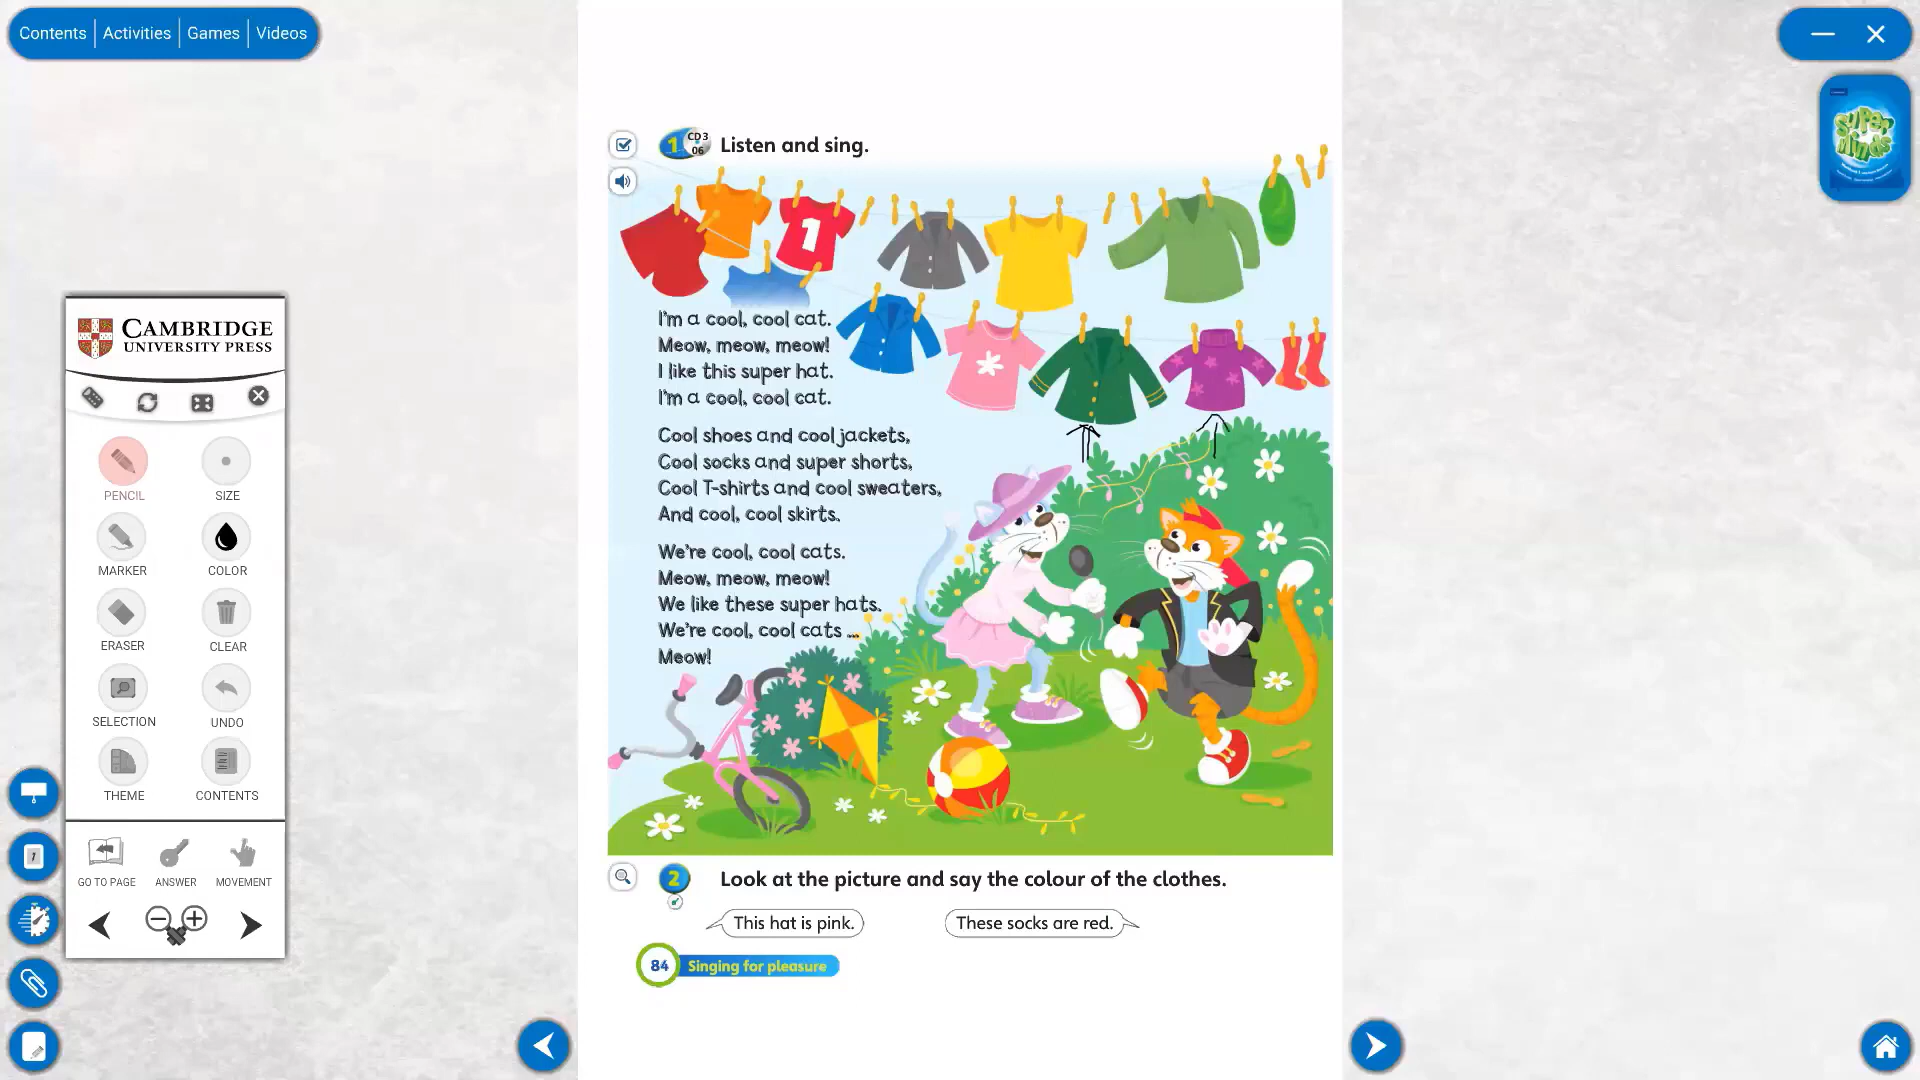 Contents Activities Games Videos
Super Minds
CAMBRIDGE
UNIVERSITY PRESS
PENCIL SIZE
MARKER COLOR
ERASER CLEAR
SELECTION UNDO
THEME CONTENTS
GO TO PAGE ANSWER MOVEMENT
1 CD3
06 Listen and sing.
1
I'm a cool, cool cat.
Meow, meow, meow!
I like this super hat.
I'm a cool, cool cat.
Cool shoes and cool jackets,
Cool socks and super shorts,
Cool T-shirts and cool sweaters,
And cool, cool skirts.
We're cool, cool cats.
Meow, meow, meow!
We like these super hats.
We're cool, cool cats ...
Meow!
2 Look at the picture and say the colour of the clothes.
This hat is pink. These socks are red.
84 Singing for pleasure